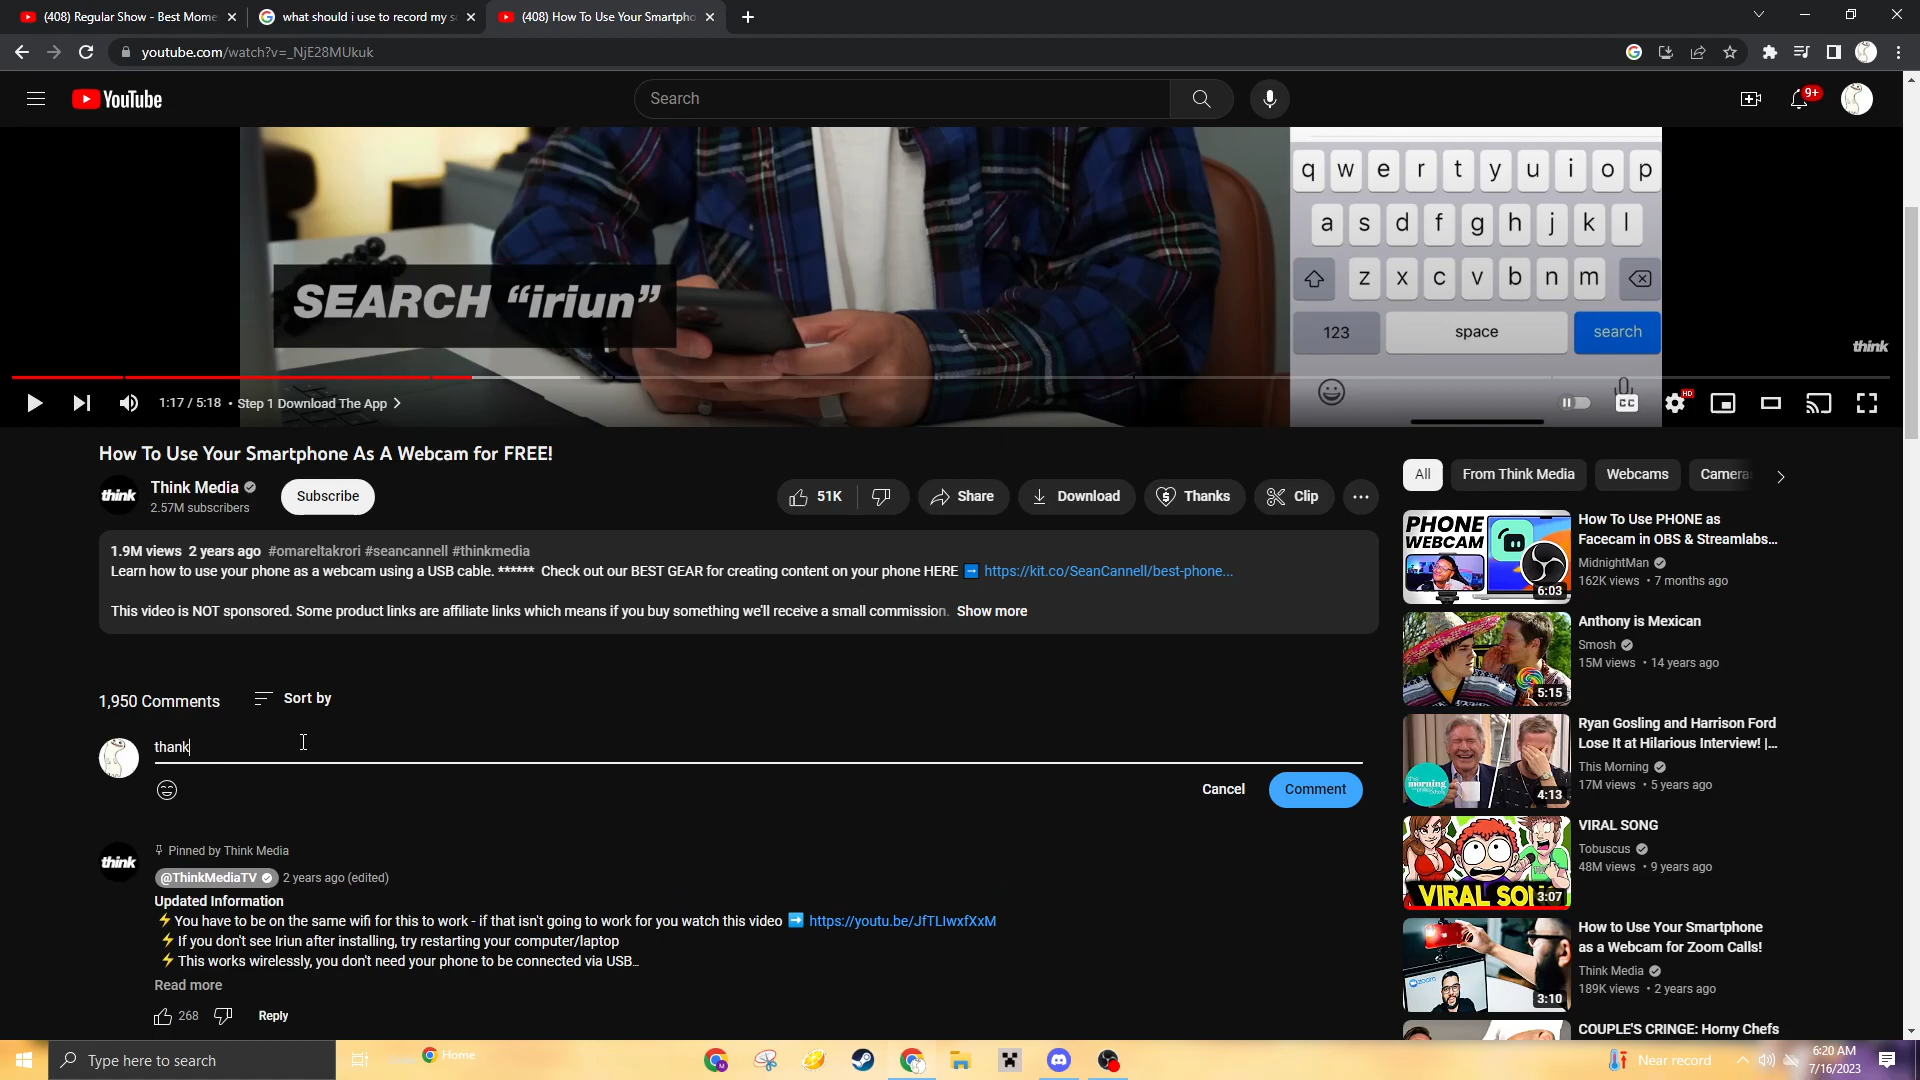 (408) Regular Show - Best Mome
what should i use to record my s
(408) How To Use Your Smartpho
youtube.com/watch?v=_NjE28MUkuk
YouTube
Search
9+
SEARCH “iriun”
q w e r t y u i o p
a s d f g h j k l
z x c v b n m
123 space search
think
1:17 / 5:18 • Step 1 Download The App
CC
HD
How To Use Your Smartphone As A Webcam for FREE!
think
Think Media
2.57M subscribers
Subscribe
51K
Share
Download
Thanks
Clip
1.9M views 2 years ago #omareltakrori #seancannell #thinkmedia
Learn how to use your phone as a webcam using a USB cable. ****** Check out our BEST GEAR for creating content on your phone HERE ➡ https://kit.co/SeanCannell/best-phone...
This video is NOT sponsored. Some product links are affiliate links which means if you buy something we'll receive a small commission. Show more
1,950 Comments
Sort by
thank
Cancel
Comment
think
Pinned by Think Media
@ThinkMediaTV 2 years ago (edited)
Updated Information
⚡You have to be on the same wifi for this to work - if that isn't going to work for you watch this video ➡ https://youtu.be/JfTLIwxfXxM
⚡If you don't see Iriun after installing, try restarting your computer/laptop
⚡This works wirelessly, you don't need your phone to be connected via USB…
Read more
268
Reply
All
From Think Media
Webcams
Camera
PHONE
WEBCAM
6:03
How To Use PHONE as
Facecam in OBS & Streamlabs...
MidnightMan
162K views • 7 months ago
5:15
Anthony is Mexican
Smosh
15M views • 14 years ago
4:13
Ryan Gosling and Harrison Ford
Lose It at Hilarious Interview! |...
This Morning
17M views • 5 years ago
VIRAL SONG
3:07
VIRAL SONG
Tobuscus
48M views • 9 years ago
zoom
3:10
How to Use Your Smartphone
as a Webcam for Zoom Calls!
Think Media
189K views • 2 years ago
COUPLE'S CRINGE: Horny Chefs
Type here to search
Home
Near record
6:20 AM
7/16/2023